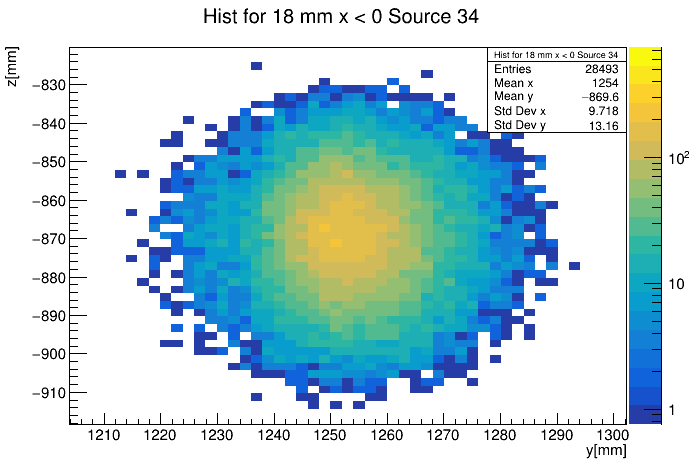 Hist for 18 mm x < 0 Source 34
z[mm]
Hist for 18 mm x < 0 Source 34
Entries 28493
Mean x 1254
Mean y −869.6
Std Dev x 9.718
Std Dev y 13.16
−830
−840
−850
−860
−870
−880
−890
−900
−910
10²
10
1
1210 1220 1230 1240 1250 1260 1270 1280 1290 1300
y[mm]